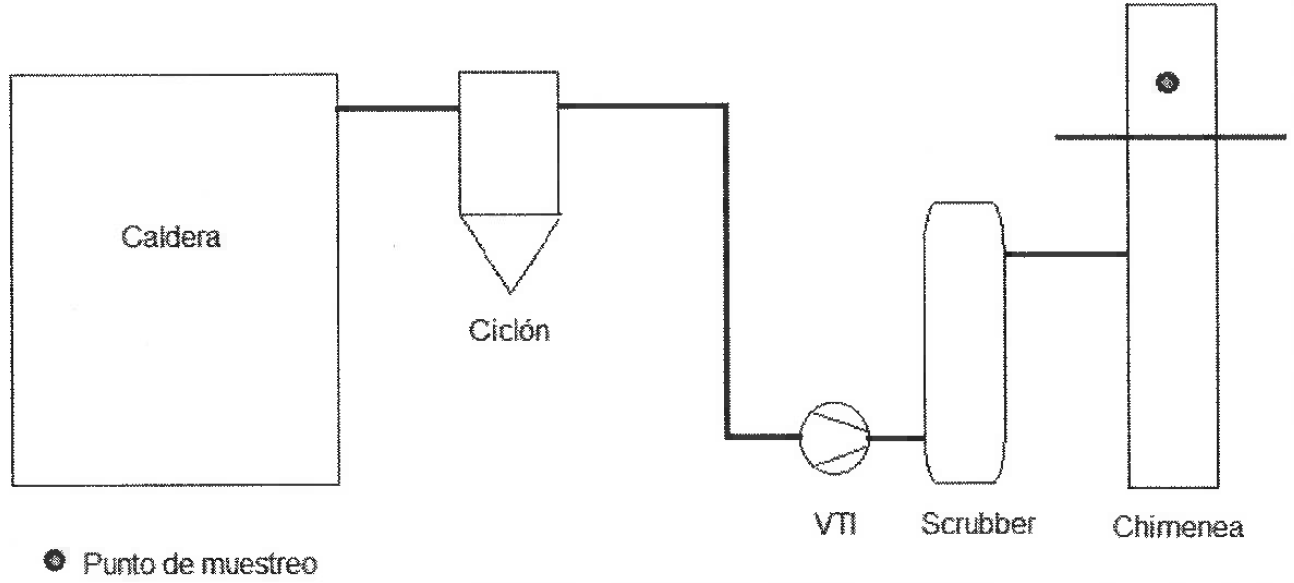 Caldera
Ciclón
VTI
Scrubber
Chimenea
Punto de muestreo